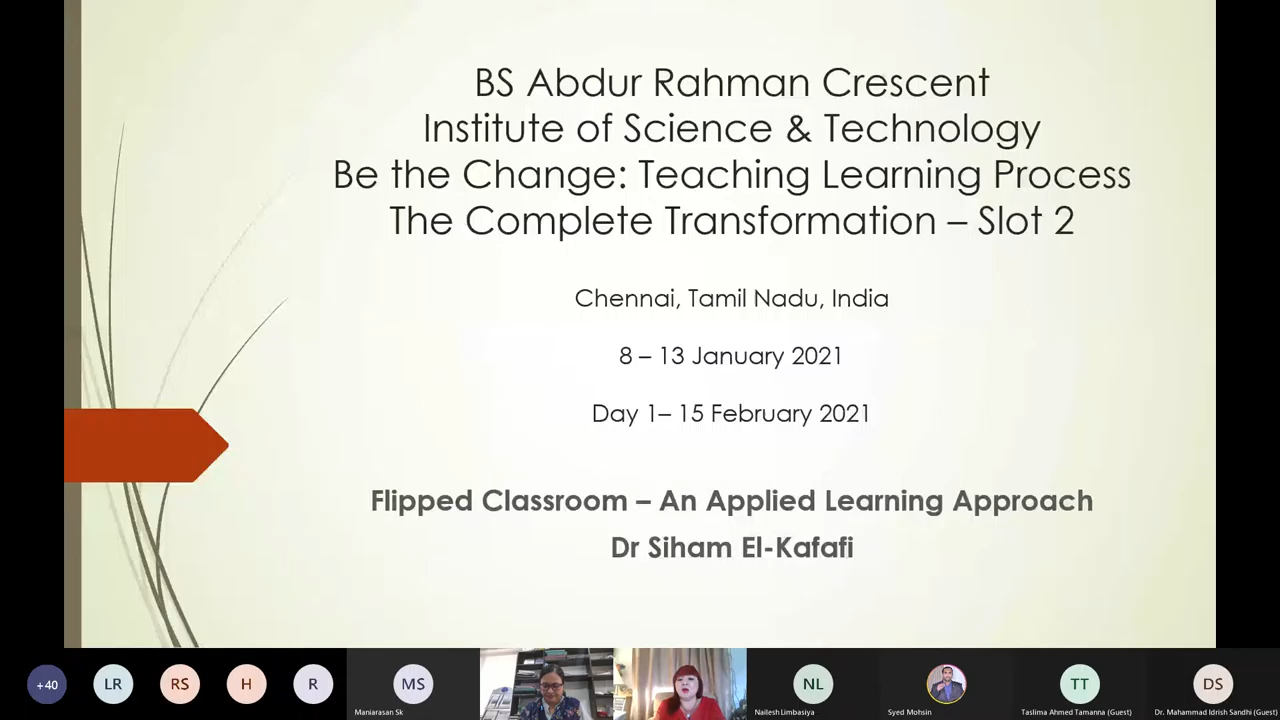 BS Abdur Rahman Crescent
Institute of Science & Technology
Be the Change: Teaching Learning Process
The Complete Transformation – Slot 2
Chennai, Tamil Nadu, India
8 – 13 January 2021
Day 1– 15 February 2021
Flipped Classroom – An Applied Learning Approach
Dr Siham El-Kafafi
+40
LR
RS
H
R
MS
NL
TT
DS
Maniarasan Sk
Nailesh Limbasiya
Syed Mohsin
Taslima Ahmed Tamanna (Guest)
Dr. Mahammad Idrish Sandhi (Guest)